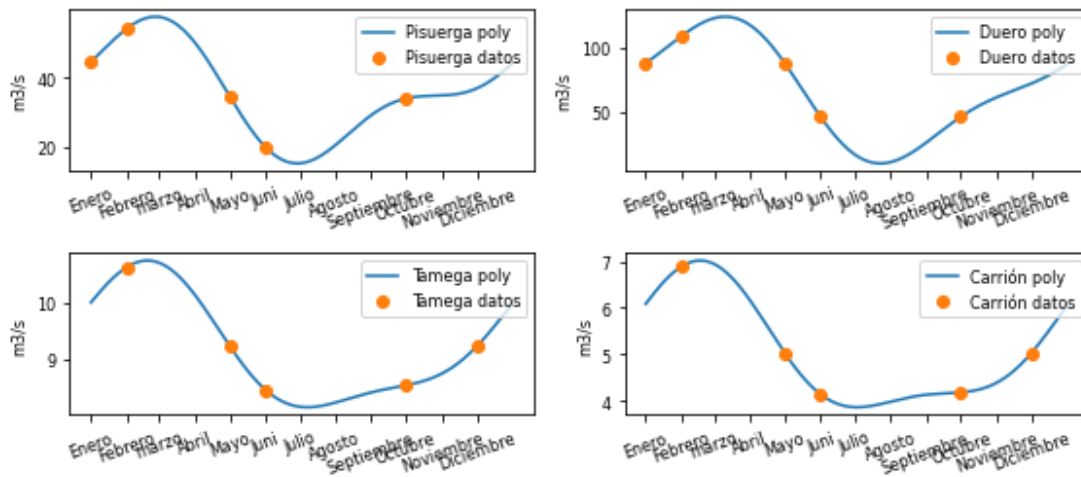 Pisuerga poly
Pisuerga datos
40
20
m3/s
Enero
Febrero
marzo
Abril
Mayo
Juni
Julio
Agosto
Septiembre
Octubre
Noviembre
Diciembre
Duero poly
Duero datos
100
50
m3/s
Enero
Febrero
marzo
Abril
Mayo
Juni
Julio
Agosto
Septiembre
Octubre
Noviembre
Diciembre
Tamega poly
Tamega datos
10
9
m3/s
Enero
Febrero
marzo
Abril
Mayo
Juni
Julio
Agosto
Septiembre
Octubre
Noviembre
Diciembre
Carrión poly
Carrión datos
7
6
5
4
m3/s
Enero
Febrero
marzo
Abril
Mayo
Juni
Julio
Agosto
Septiembre
Octubre
Noviembre
Diciembre